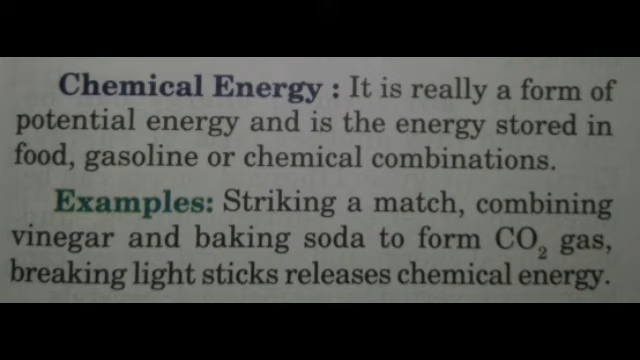 Chemical Energy : It is really a form of
potential energy and is the energy stored in
food, gasoline or chemical combinations.
Examples: Striking a match, combining
vinegar and baking soda to form CO₂ gas,
breaking light sticks releases chemical energy.